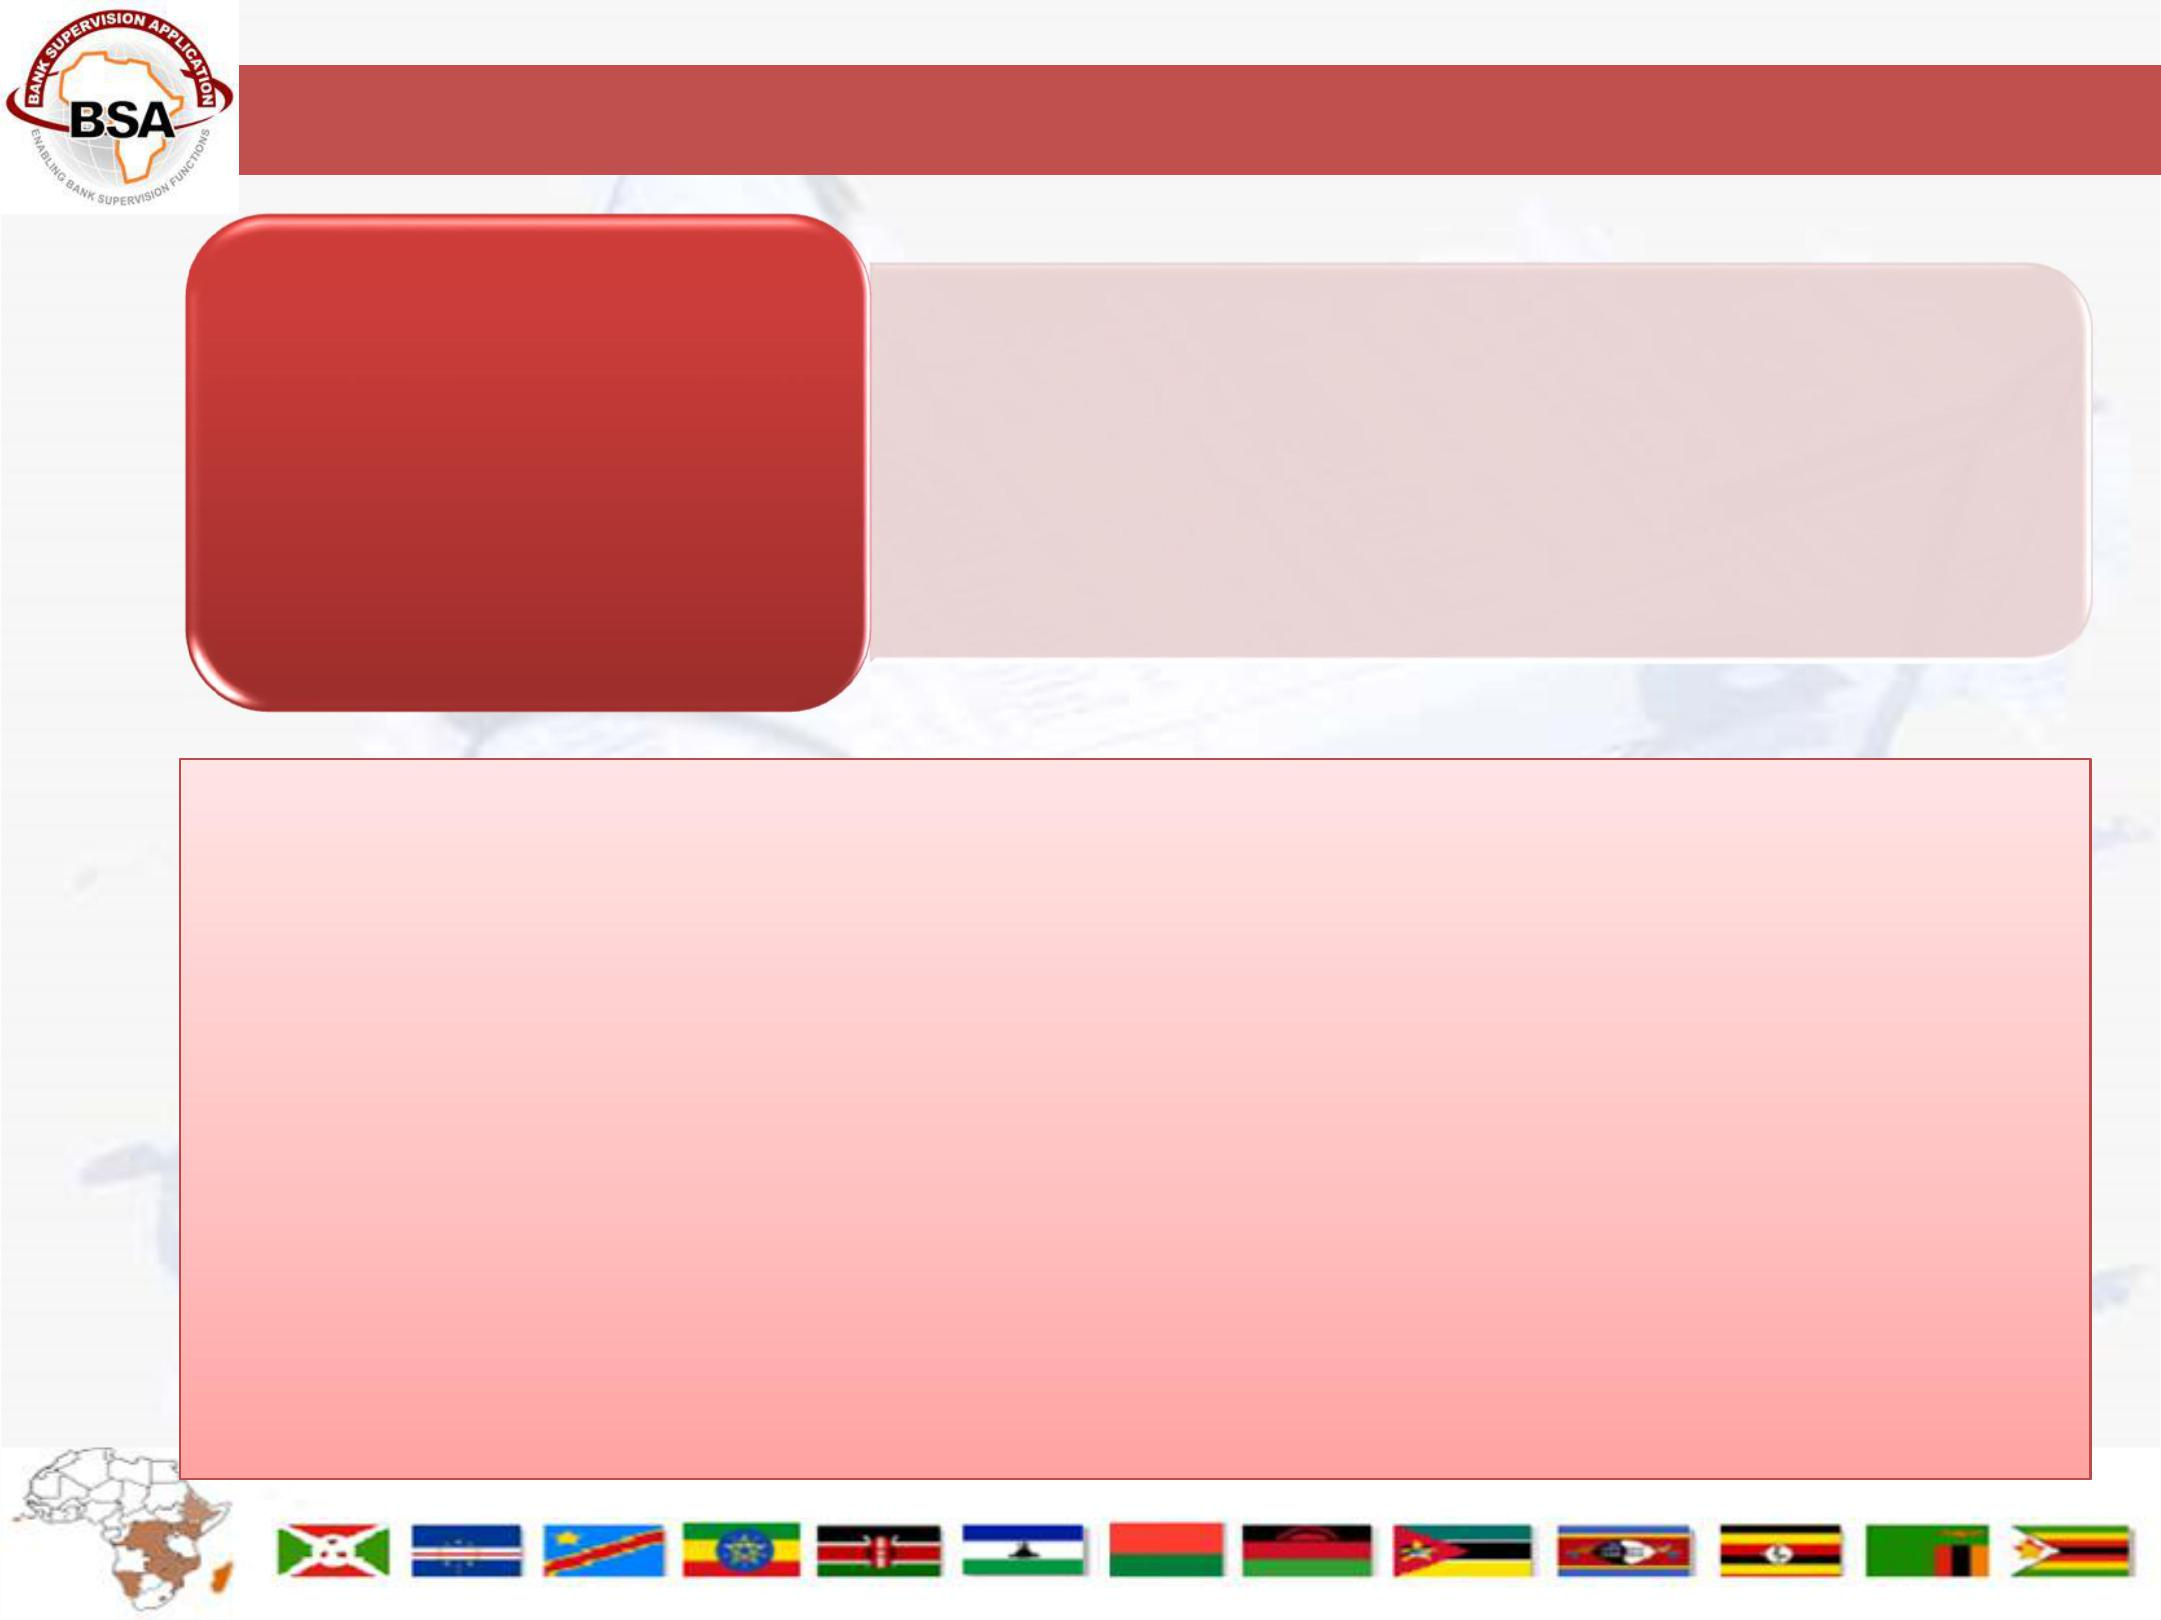 BANK SUPERVISION APPLICATION
BSA
ENABLING BANK SUPERVISION FUNCTIONS